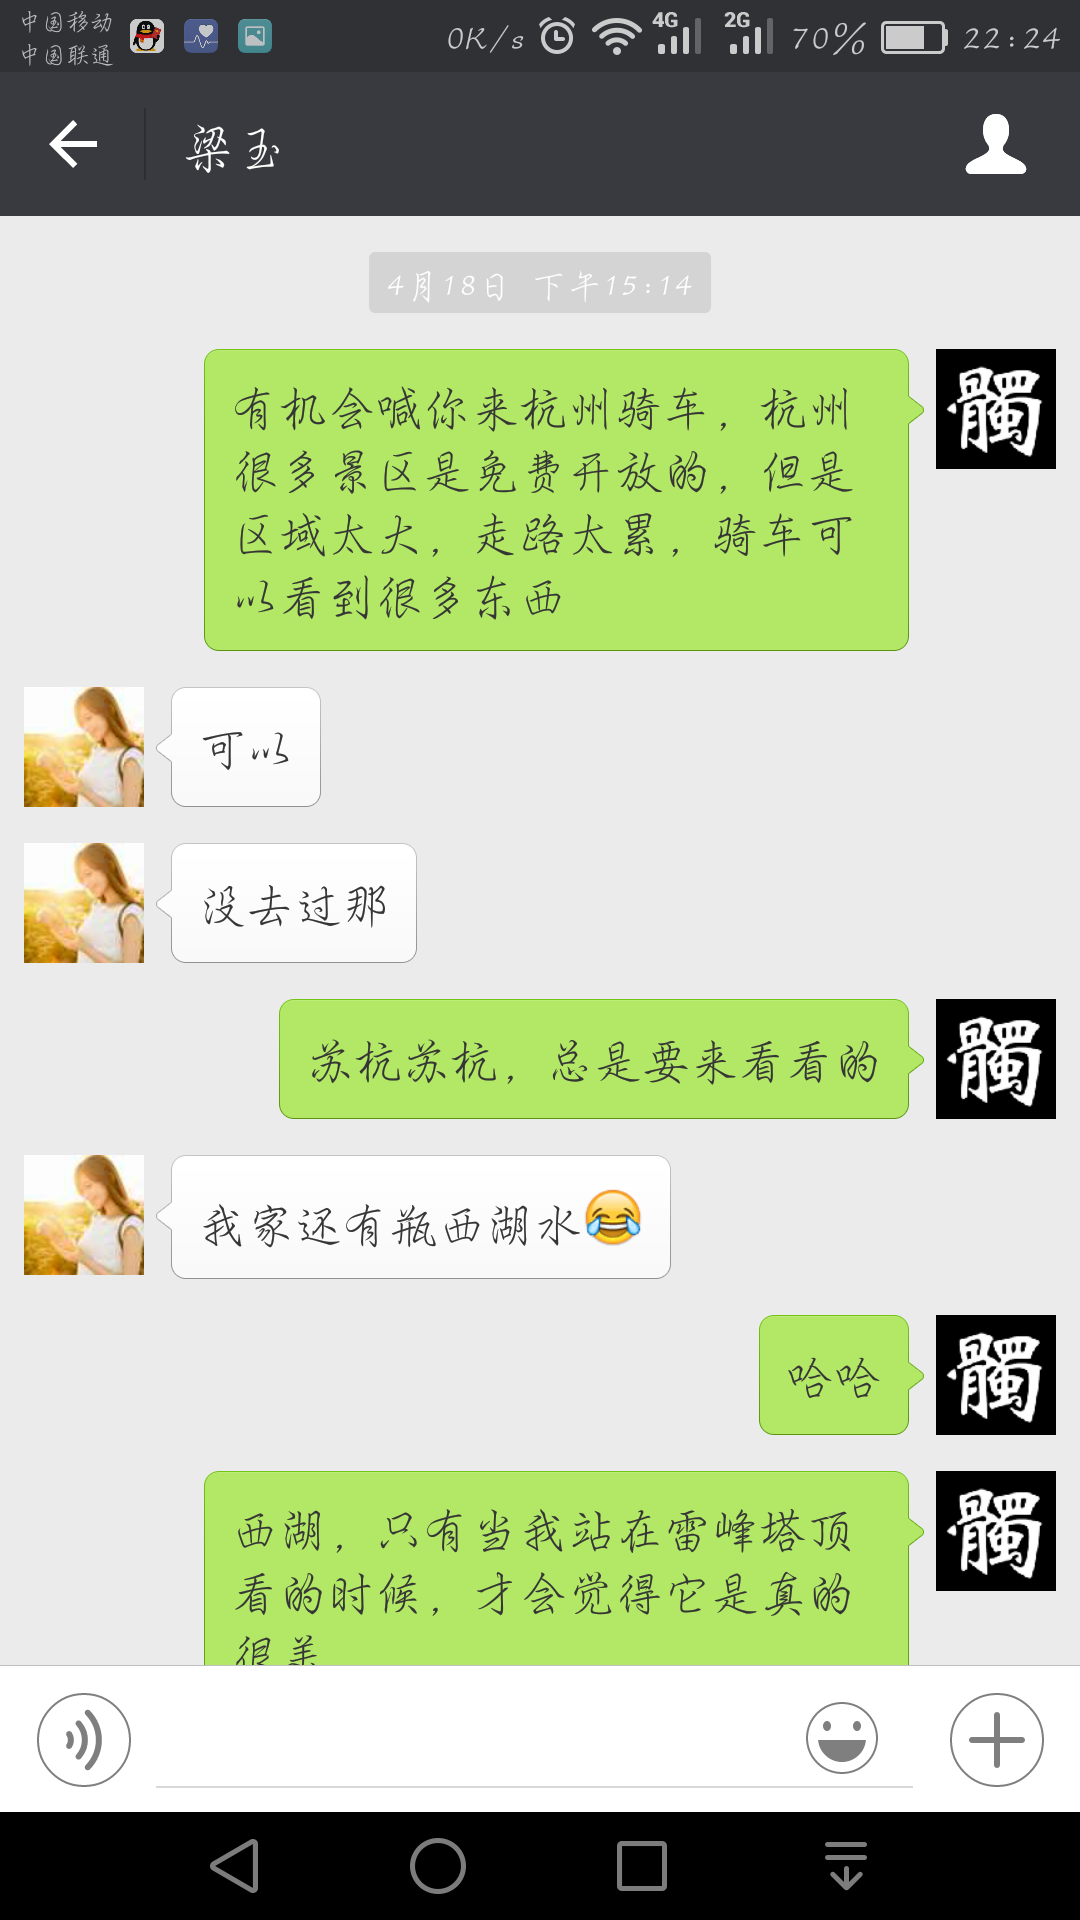 中国移动
中国联通
0K/s
4G
2G
70%
22:24
梁玉
4月18日 下午15:14
有机会喊你来杭州骑车，杭州
很多景区是免费开放的，但是
区域太大，走路太累，骑车可
以看到很多东西
髑
可以
没去过那
苏杭苏杭，总是要来看看的
髑
我家还有瓶西湖水😂
哈哈
髑
西湖，只有当我站在雷峰塔顶
看的时候，才会觉得它是真的
很美
髑